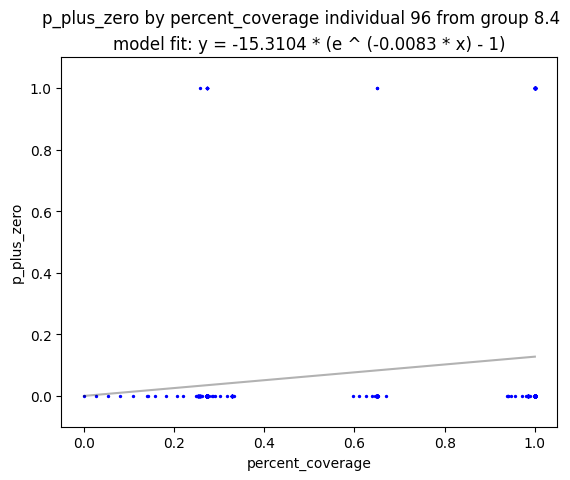 p_plus_zero by percent_coverage individual 96 from group 8.4
model fit: y = -15.3104 * (e ^ (-0.0083 * x) - 1)
1.0
0.8
0.6
0.4
0.2
0.0
p_plus_zero
0.0 0.2 0.4 0.6 0.8 1.0
percent_coverage